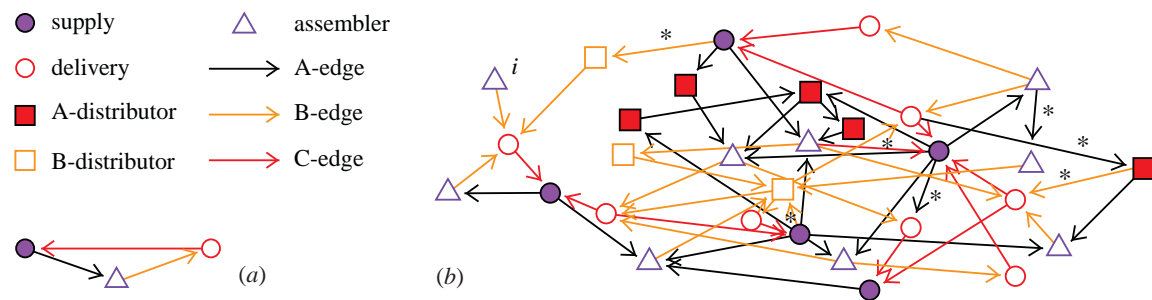 supply
assembler
delivery
A-edge
A-distributor
B-edge
B-distributor
C-edge
(a)
(b)
i
*
*
*
*
*
*
*